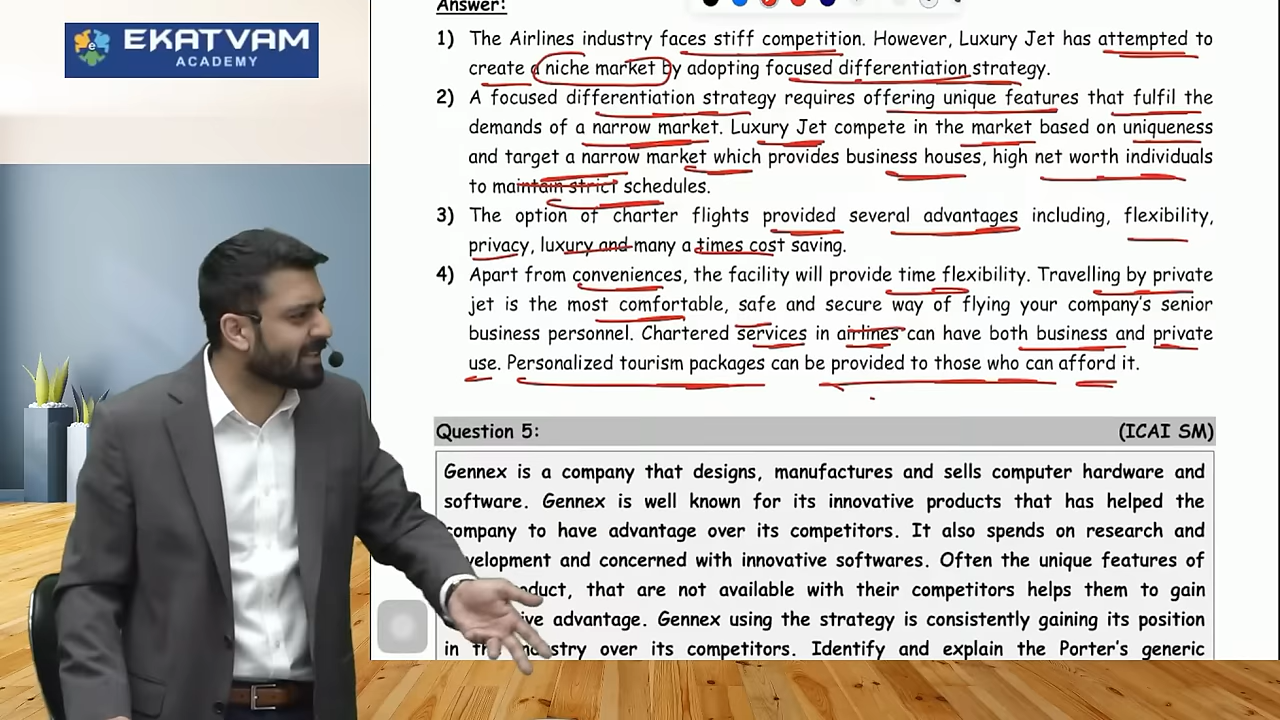 EKATVAM
ACADEMY
Answer:
1) The Airlines industry faces stiff competition. However, Luxury Jet has attempted to
create a niche market by adopting focused differentiation strategy.
2) A focused differentiation strategy requires offering unique features that fulfil the
demands of a narrow market. Luxury Jet compete in the market based on uniqueness
and target a narrow market which provides business houses, high net worth individuals
to maintain strict schedules.
3) The option of charter flights provided several advantages including, flexibility,
privacy, luxury and many a times cost saving.
4) Apart from conveniences, the facility will provide time flexibility. Travelling by private
jet is the most comfortable, safe and secure way of flying your company's senior
business personnel. Chartered services in airlines can have both business and private
use. Personalized tourism packages can be provided to those who can afford it.
Question 5: (ICAI SM)
Gennex is a company that designs, manufactures and sells computer hardware and
software. Gennex is well known for its innovative products that has helped the
company to have advantage over its competitors. It also spends on research and
development and concerned with innovative softwares. Often the unique features of
that are not available with their competitors helps them to gain
advantage. Gennex using the strategy is consistently gaining its position
in the industry over its competitors. Identify and explain the Porter's generic